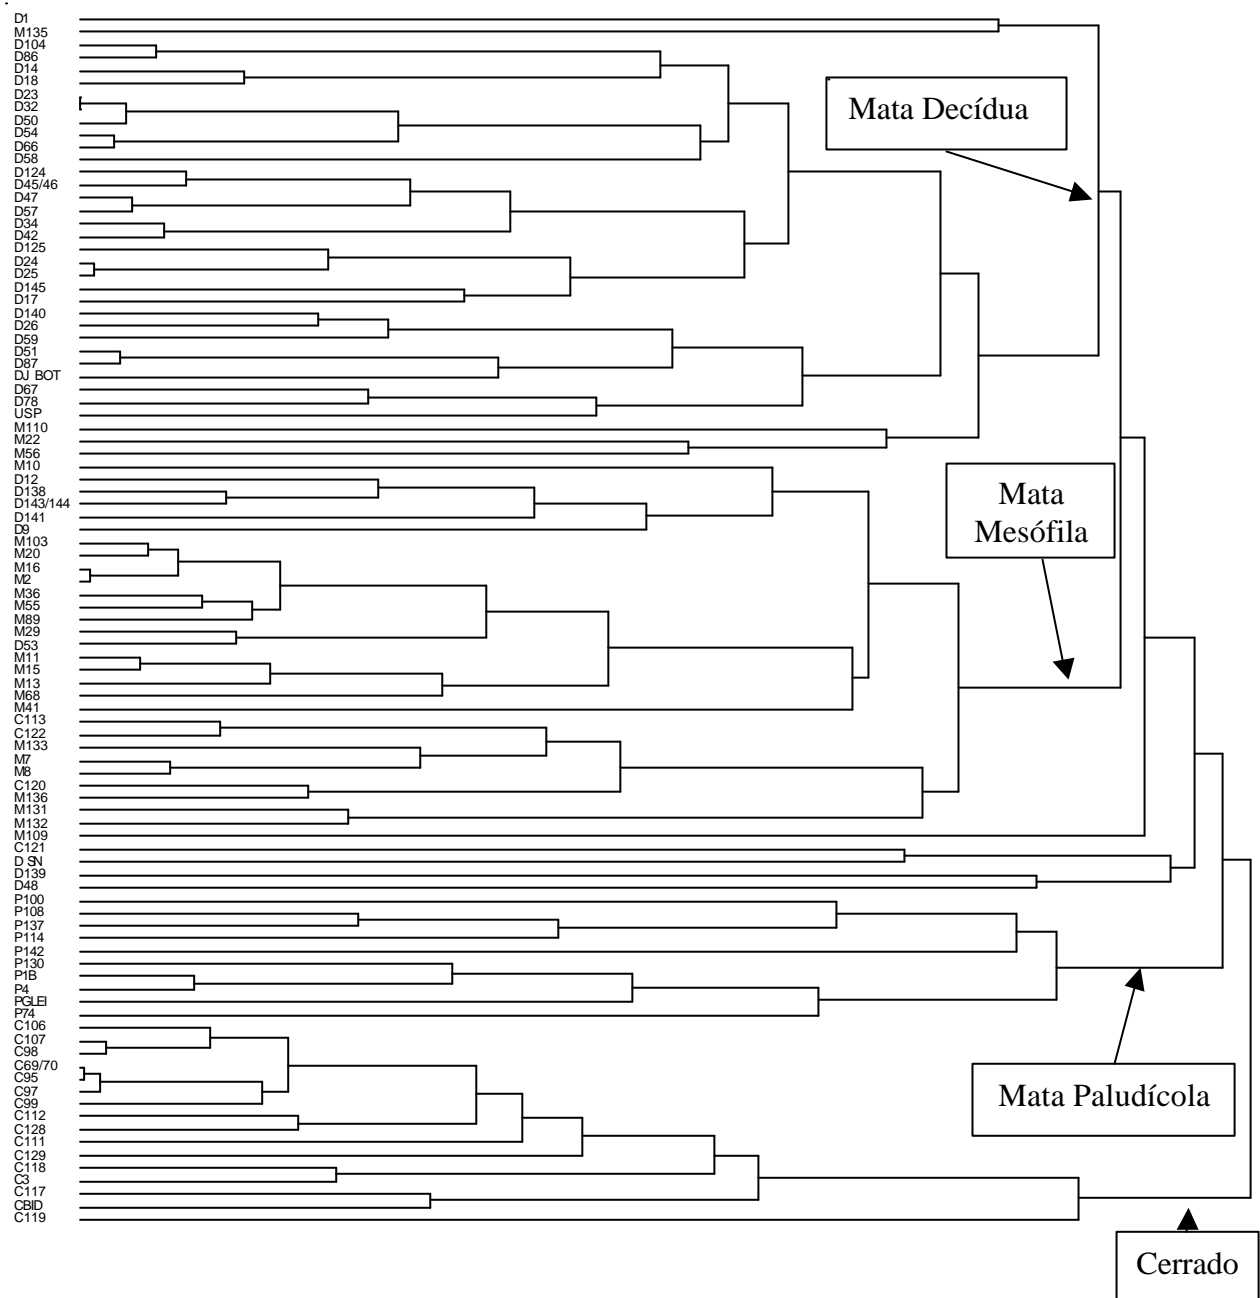 D1
M135
D104
D86
D14
D18
D23
D32
D50
D54
D66
D58
D124
D45/46
D47
D57
D34
D42
D125
D24
D25
D145
D17
D140
D26
D59
D51
D87
DJ BOT
D67
D78
USP
M110
M22
M56
M10
D12
D138
D143/144
D141
D9
M103
M20
M16
M2
M36
M55
M89
M29
D53
M11
M15
M13
M68
M41
C113
C122
M133
M7
M8
C120
M136
M131
M132
M109
C121
D SN
D139
D48
P100
P108
P137
P114
P142
P130
P1B
P4
PGLEI
P74
C106
C107
C98
C69/70
C95
C97
C99
C112
C128
C111
C129
C118
C3
C117
CBID
C119
Mata Decídua
Mata
Mesófila
Mata Paludícola
Cerrado